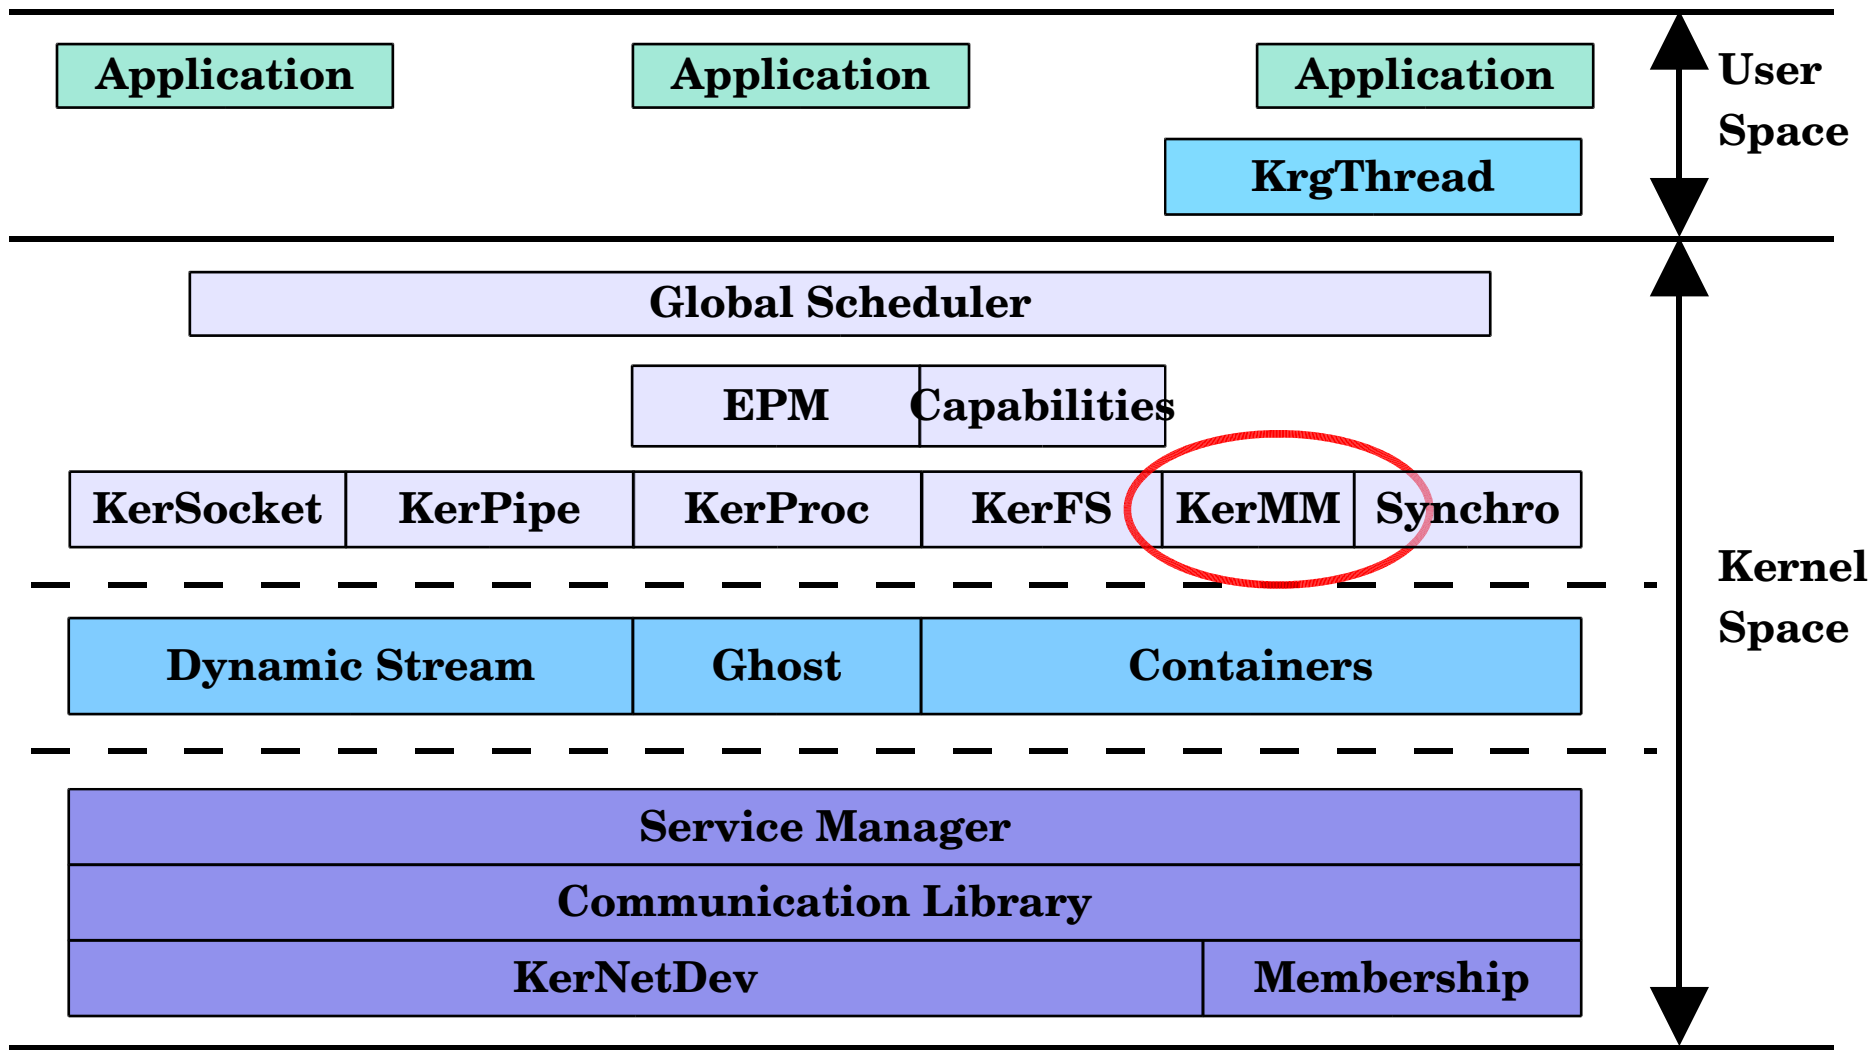 Application Application Application
User
Space
KrgThread
Global Scheduler
EPM Capabilities
KerSocket KerPipe KerProc KerFS KerMM Synchro
Kernel
Space
Dynamic Stream Ghost Containers
Service Manager
Communication Library
KerNetDev Membership